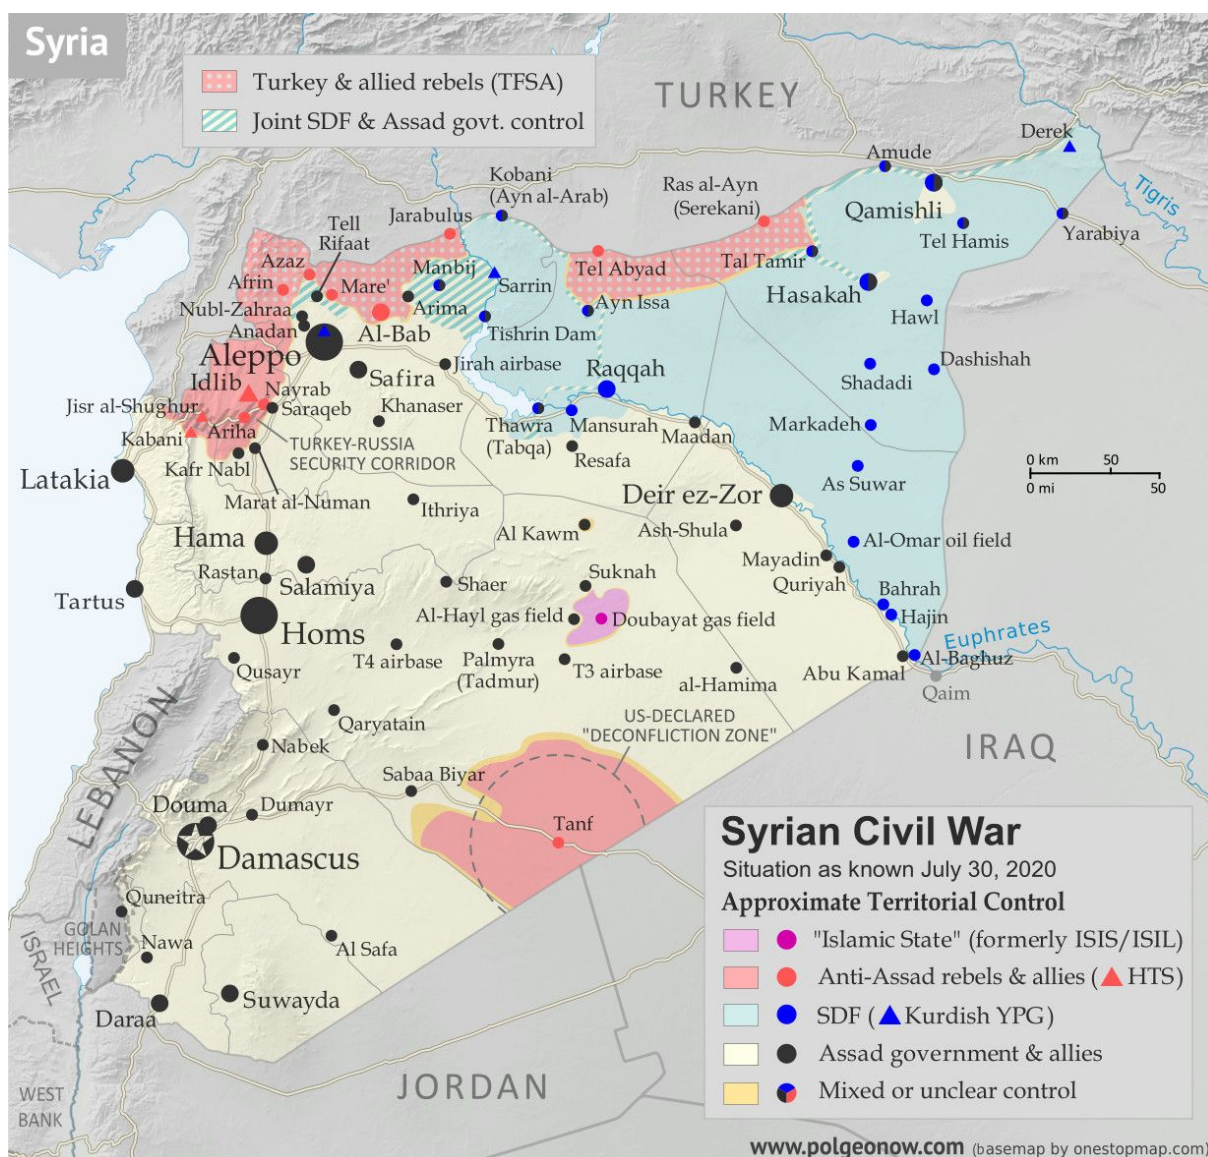 Syria
Turkey & allied rebels (TFSA)
Joint SDF & Assad govt. control
TURKEY
Derek
Amude
Kobani
(Ayn al-Arab)
Ras al-Ayn
(Serekani)
Tigris
Jarabulus
Qamishli
Tell
Rifaat
Tel Hamis
Yarabiya
Azaz
Manbij
Tel Abyad
Tal Tamir
Afrin
Mare'
Sarrin
Hasakah
Nubl-Zahraa
Arima
Ayn Issa
Hawl
Anadan
Al-Bab
Tishrin Dam
Aleppo
Jirah airbase
Dashishah
Idlib
Safira
Raqqah
Shadadi
Nayrab
Jisr al-Shughur
Saraqeb
Khanaser
Mansurah
Markadeh
Kabani
Ariha
Thawra
(Tabqa)
Maadan
TURKEY-RUSSIA
SECURITY CORRIDOR
Resafa
0 km 50
0 mi 50
Kafr Nabl
Latakia
As Suwar
Marat al-Numan
Deir ez-Zor
Ithriya
Al Kawm
Ash-Shula
Hama
Al-Omar oil field
Mayadin
Rastan
Salamiya
Shaer
Suknah
Quriyah
Tartus
Bahrah
Al-Hayl gas field
Doubayat gas field
Hajin
Homs
Euphrates
Qusayr
T4 airbase
Palmyra
(Tadmur)
T3 airbase
al-Hamima
Abu Kamal
Al-Baghuz
Qaim
Qaryatain
US-DECLARED
"DECONFLICTION ZONE"
LEBANON
Nabek
IRAQ
Sabaa Biyar
Douma
Dumayr
Tanf
Damascus
Quneitra
GOLAN
HEIGHTS
Nawa
Al Safa
ISRAEL
Suwayda
Daraa
JORDAN
WEST
BANK
Syrian Civil War
Situation as known July 30, 2020
Approximate Territorial Control
"Islamic State" (formerly ISIS/ISIL)
Anti-Assad rebels & allies ( HTS)
SDF ( Kurdish YPG)
Assad government & allies
Mixed or unclear control
www.polgeonow.com (basemap by onestopmap.com)